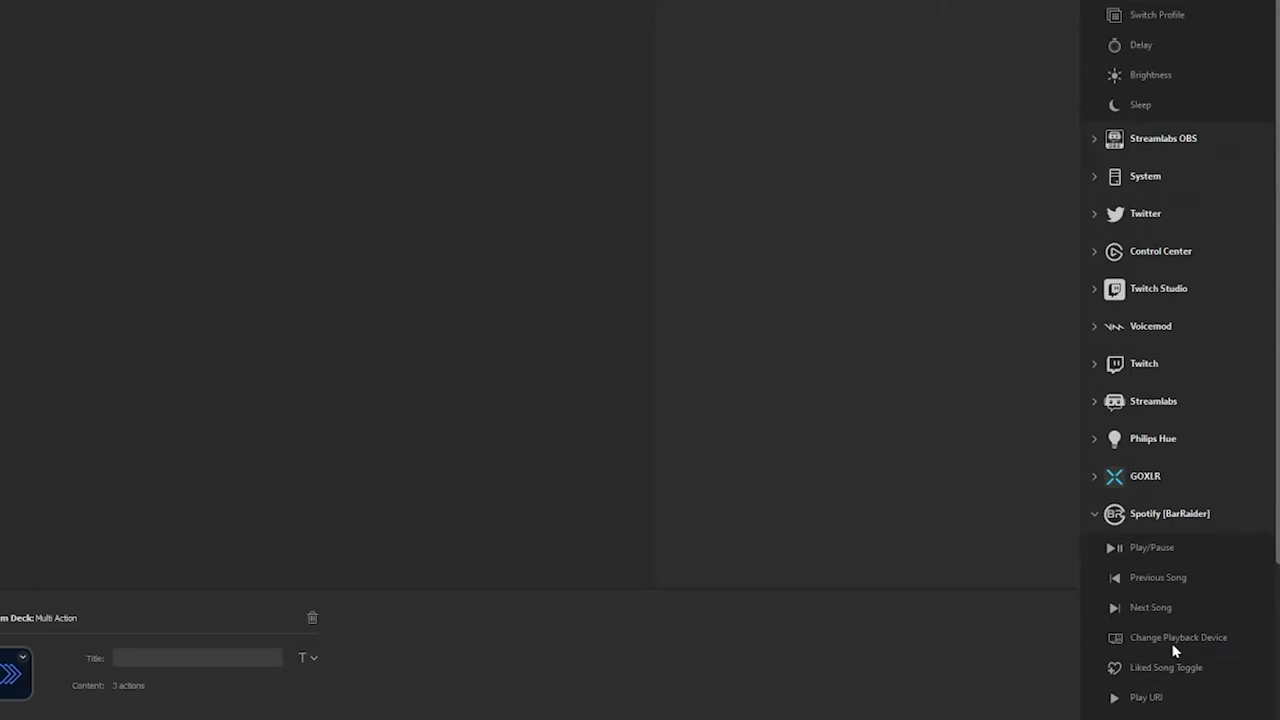 Switch Profile
Delay
Brightness
Sleep
Streamlabs OBS
System
Twitter
Control Center
Twitch Studio
Voicemod
Twitch
Streamlabs
Philips Hue
GOXLR
Spotify [BarRaider]
Play/Pause
Previous Song
Next Song
Change Playback Device
Liked Song Toggle
Play URI
m Deck: Multi Action
Title:
T
Content: 3 actions